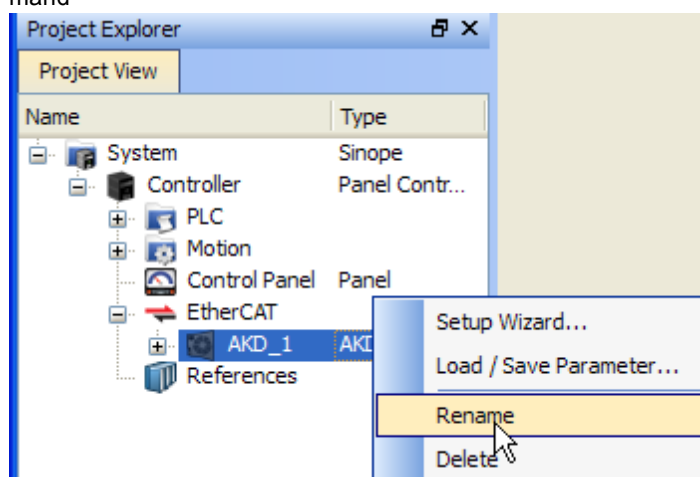 mand
Project Explorer
Project View
Name Type
System Sinope
Controller Panel Contr...
PLC
Motion
Control Panel Panel
EtherCAT
AKD_1
References
Setup Wizard...
Load / Save Parameter...
Rename
Delete